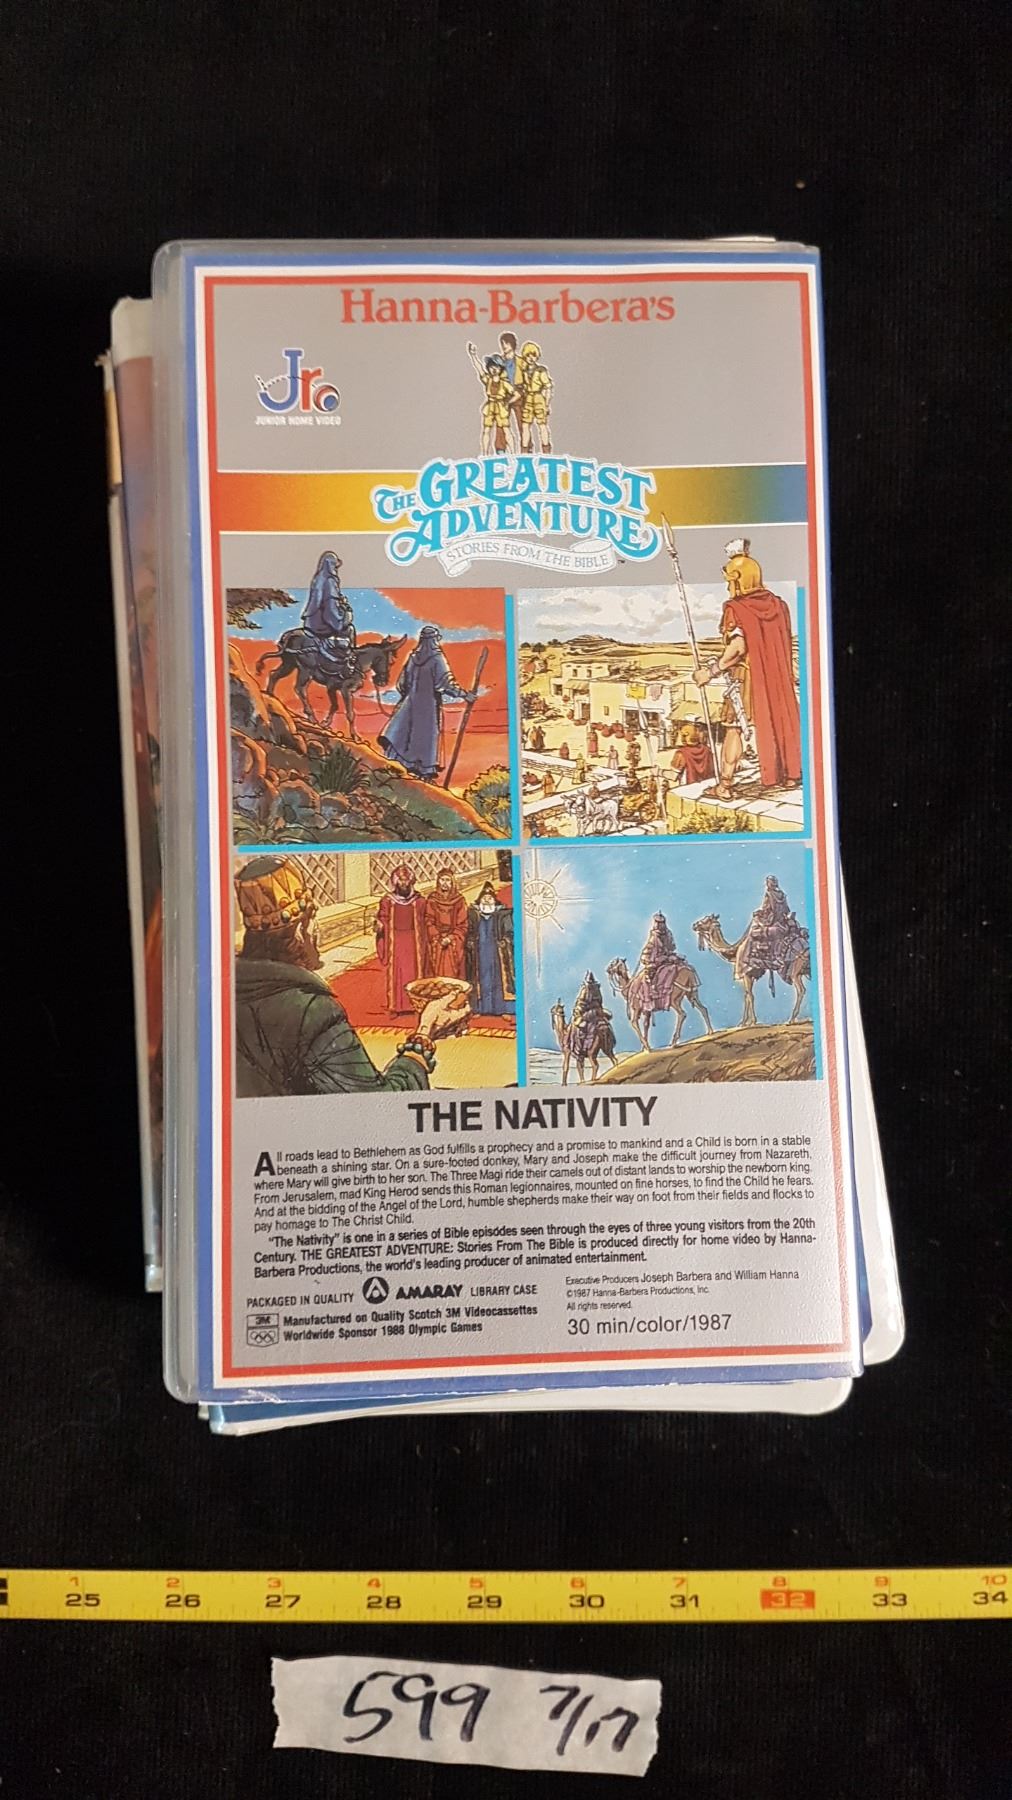 Hanna-Barbera's
Jr
JUNIOR HOME VIDEO
THE GREATEST
ADVENTURE
STORIES FROM THE BIBLE™
THE NATIVITY
All roads lead to Bethlehem as God fulfills a prophecy and a promise to mankind and a Child is born in a stable
beneath a shining star. On a sure-footed donkey, Mary and Joseph make the difficult journey from Nazareth,
where Mary will give birth to her son. The Three Magi ride their camels out of distant lands to worship the newborn king.
From Jerusalem, mad King Herod sends this Roman legionnaires, mounted on fine horses, to find the Child he fears.
And at the bidding of the Angel of the Lord, humble shepherds make their way on foot from their fields and flocks to
pay homage to The Christ Child.
"The Nativity" is one in a series of Bible episodes seen through the eyes of three young visitors from the 20th
Century. THE GREATEST ADVENTURE: Stories From The Bible is produced directly for home video by Hanna-
Barbera Productions, the world's leading producer of animated entertainment.
PACKAGED IN QUALITY AMARAY LIBRARY CASE
3M Manufactured on Quality Scotch 3M Videocassettes
Worldwide Sponsor 1988 Olympic Games
Executive Producers Joseph Barbera and William Hanna
©1987 Hanna-Barbera Productions, Inc.
All rights reserved.
30 min/color/1987
1 2 3 4 5 6 7 8 9 10
25 26 27 28 29 30 31 32 33 34
599 7/17